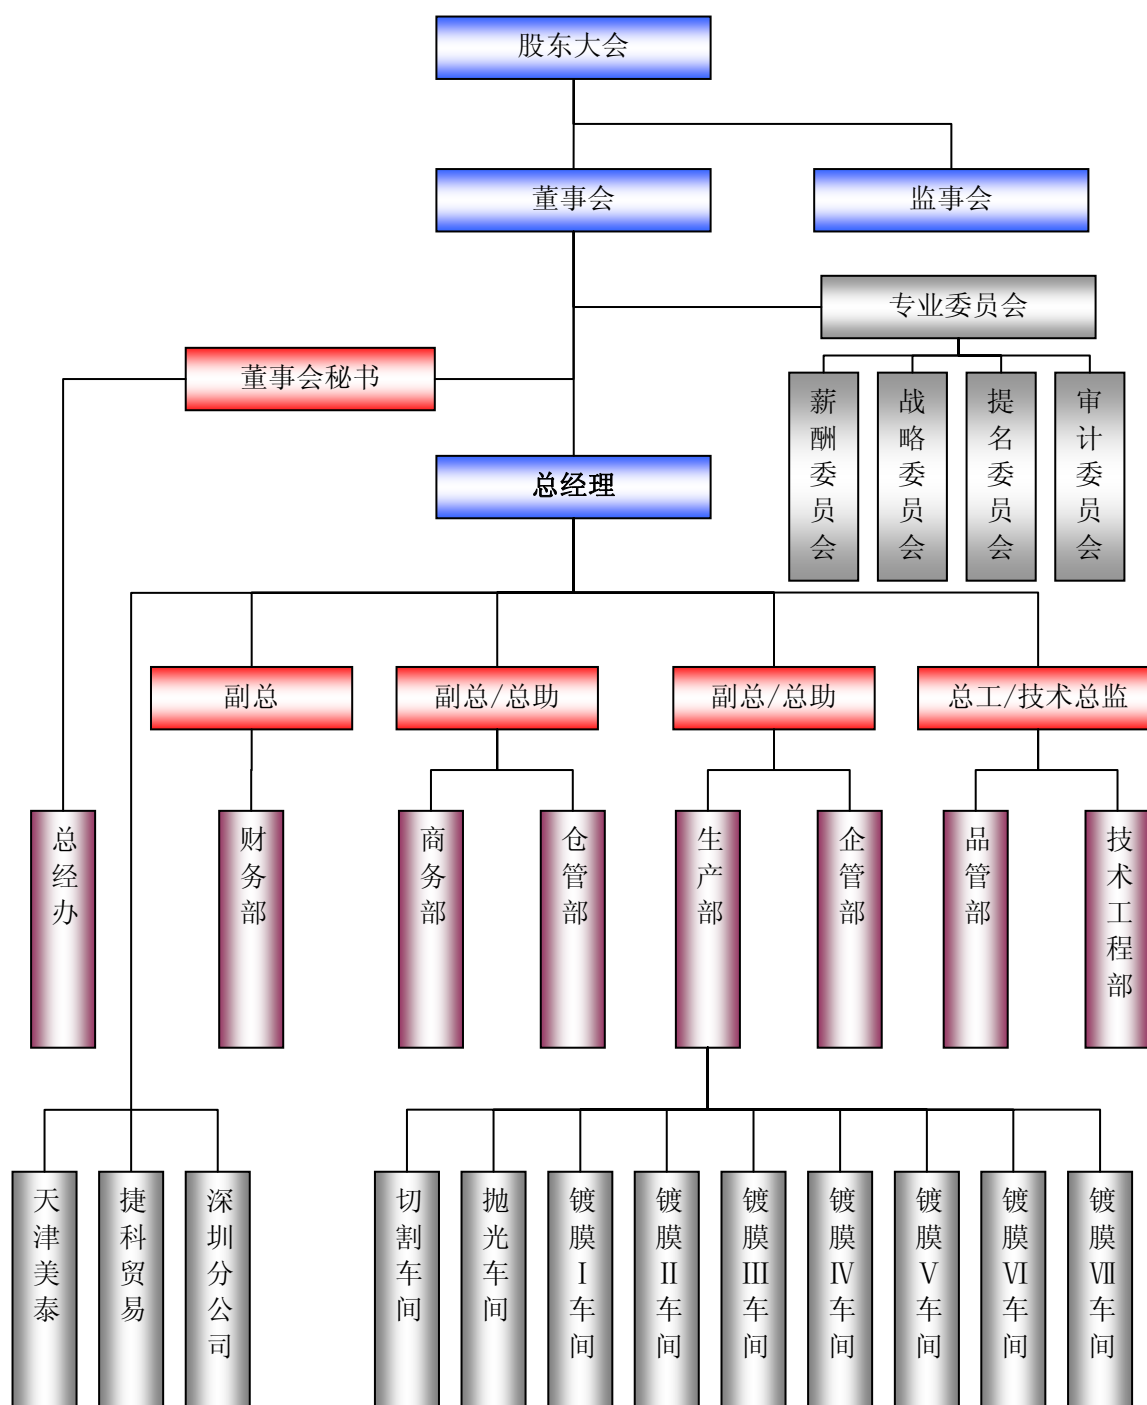 股东大会
董事会
监事会
专业委员会
董事会秘书
薪酬委员会
战略委员会
提名委员会
审计委员会
总经理
副总
副总/总助
副总/总助
总工/技术总监
总经办
财务部
商务部
仓管部
生产部
企管部
品管部
技术工程部
天津美泰
捷科贸易
深圳分公司
切割车间
抛光车间
镀膜Ⅰ车间
镀膜Ⅱ车间
镀膜Ⅲ车间
镀膜Ⅳ车间
镀膜Ⅴ车间
镀膜Ⅵ车间
镀膜Ⅶ车间